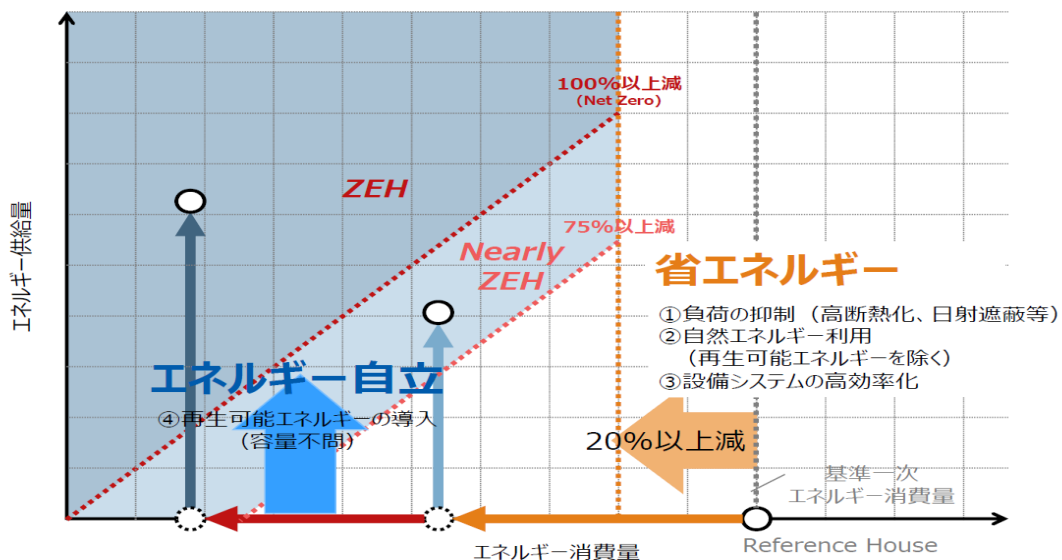 100%以上減
(Net Zero)
ZEH
75%以上減
Nearly
ZEH
エネルギー供給量
省エネルギー
①負荷の抑制（高断熱化、日射遮蔽等）
②自然エネルギー利用
（再生可能エネルギーを除く）
③設備システムの高効率化
エネルギー自立
④再生可能エネルギーの導入
（容量不問）
20%以上減
基準一次
エネルギー消費量
エネルギー消費量
Reference House